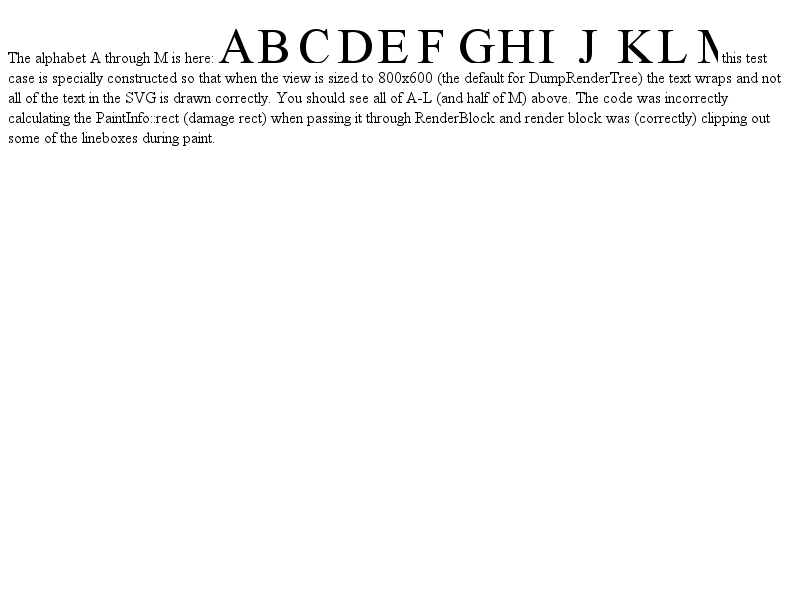 The alphabet A through M is here: ABCDEF GHI J KL M this test
case is specially constructed so that when the view is sized to 800x600 (the default for DumpRenderTree) the text wraps and not
all of the text in the SVG is drawn correctly. You should see all of A-L (and half of M) above. The code was incorrectly
calculating the PaintInfo::rect (damage rect) when passing it through RenderBlock and render block was (correctly) clipping out
some of the lineboxes during paint.